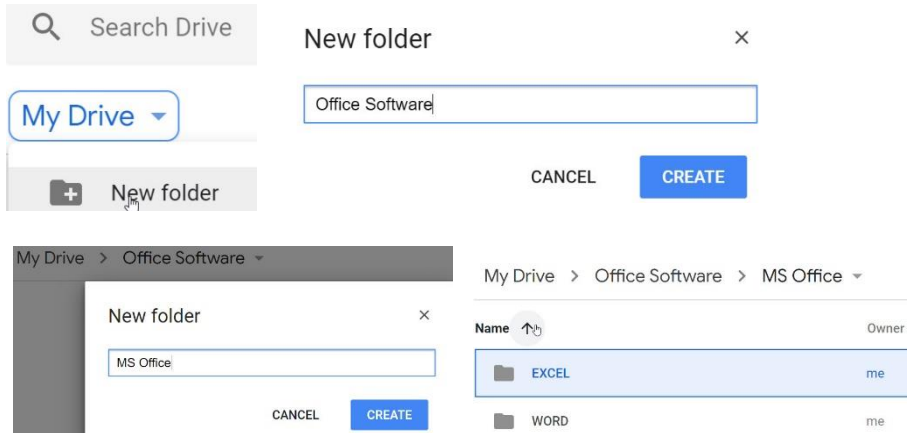 Search Drive
My Drive
New folder
New folder
Office Software
CANCEL CREATE
My Drive > Office Software
New folder
MS Office
CANCEL CREATE
My Drive > Office Software > MS Office
Name Owner
EXCEL me
WORD me